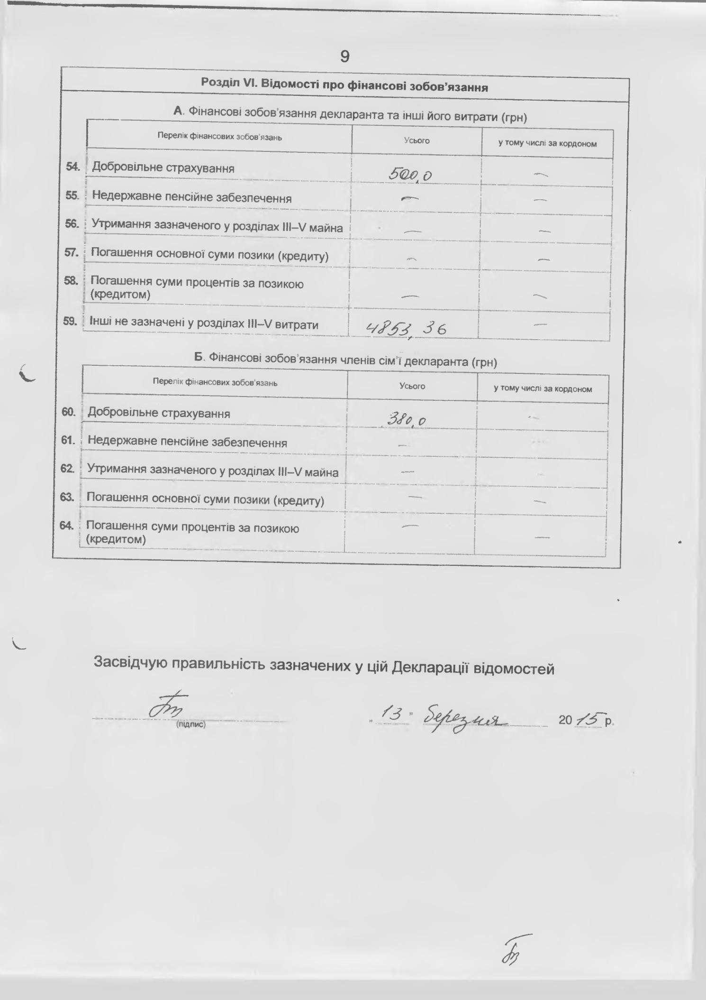 9
Розділ VI. Відомості про фінансові зобов'язання
А. Фінансові зобов'язання декларанта та інші його витрати (грн)
Перелік фінансових зобов'язань Усього у тому числі за кордоном
54. Добровільне страхування 500,0 —
55. Недержавне пенсійне забезпечення — —
56. Утримання зазначеного у розділах III–V майна — —
57. Погашення основної суми позики (кредиту) — —
58. Погашення суми процентів за позикою
(кредитом) — —
59. Інші не зазначені у розділах III–V витрати 4853, 36 —
Б. Фінансові зобов'язання членів сім'ї декларанта (грн)
Перелік фінансових зобов'язань Усього у тому числі за кордоном
60. Добровільне страхування 380,0 —
61. Недержавне пенсійне забезпечення — —
62. Утримання зазначеного у розділах III–V майна — —
63. Погашення основної суми позики (кредиту) — —
64. Погашення суми процентів за позикою —
(кредитом) —
Засвідчую правильність зазначених у цій Декларації відомостей
" 13 " березня 2015 р.
(підпис)